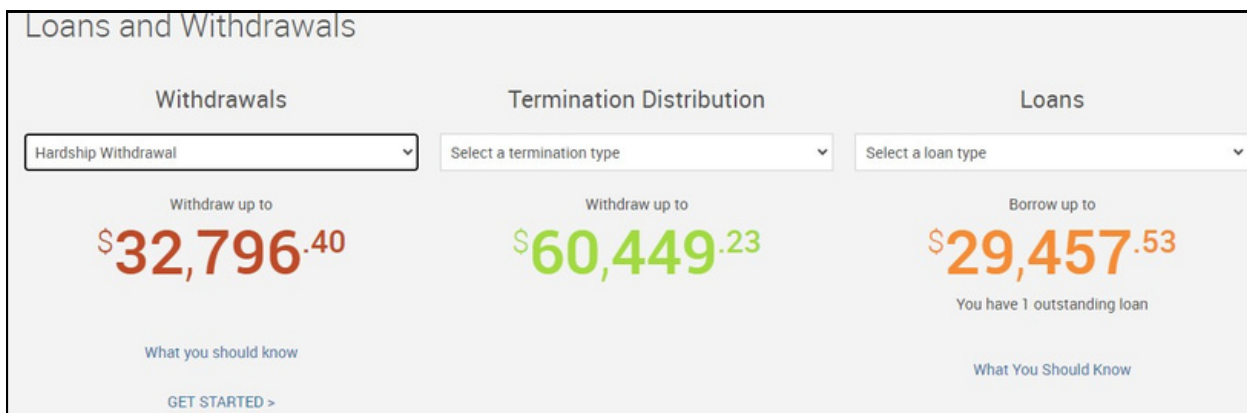 Loans and Withdrawals
Withdrawals
Hardship Withdrawal
Withdraw up to
$32,796.40
What you should know
GET STARTED >
Termination Distribution
Select a termination type
Withdraw up to
$60,449.23
Loans
Select a loan type
Borrow up to
$29,457.53
You have 1 outstanding loan
What You Should Know